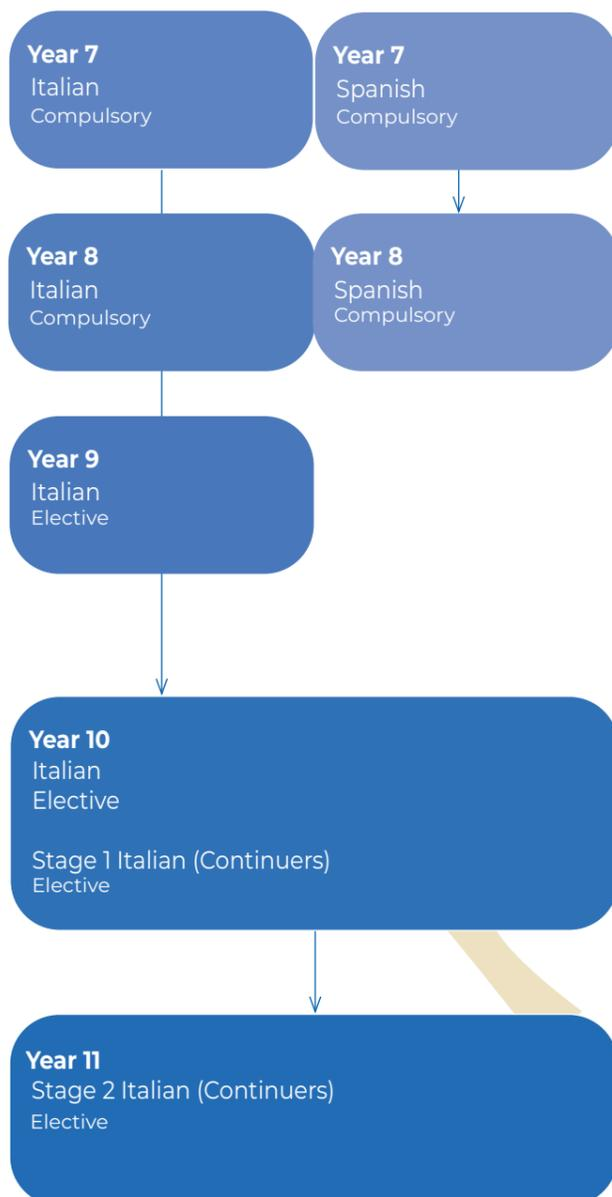 Year 7
Italian
Compulsory
Year 7
Spanish
Compulsory
Year 8
Italian
Compulsory
Year 8
Spanish
Compulsory
Year 9
Italian
Elective
Year 10
Italian
Elective
Stage 1 Italian (Continuers)
Elective
Year 11
Stage 2 Italian (Continuers)
Elective